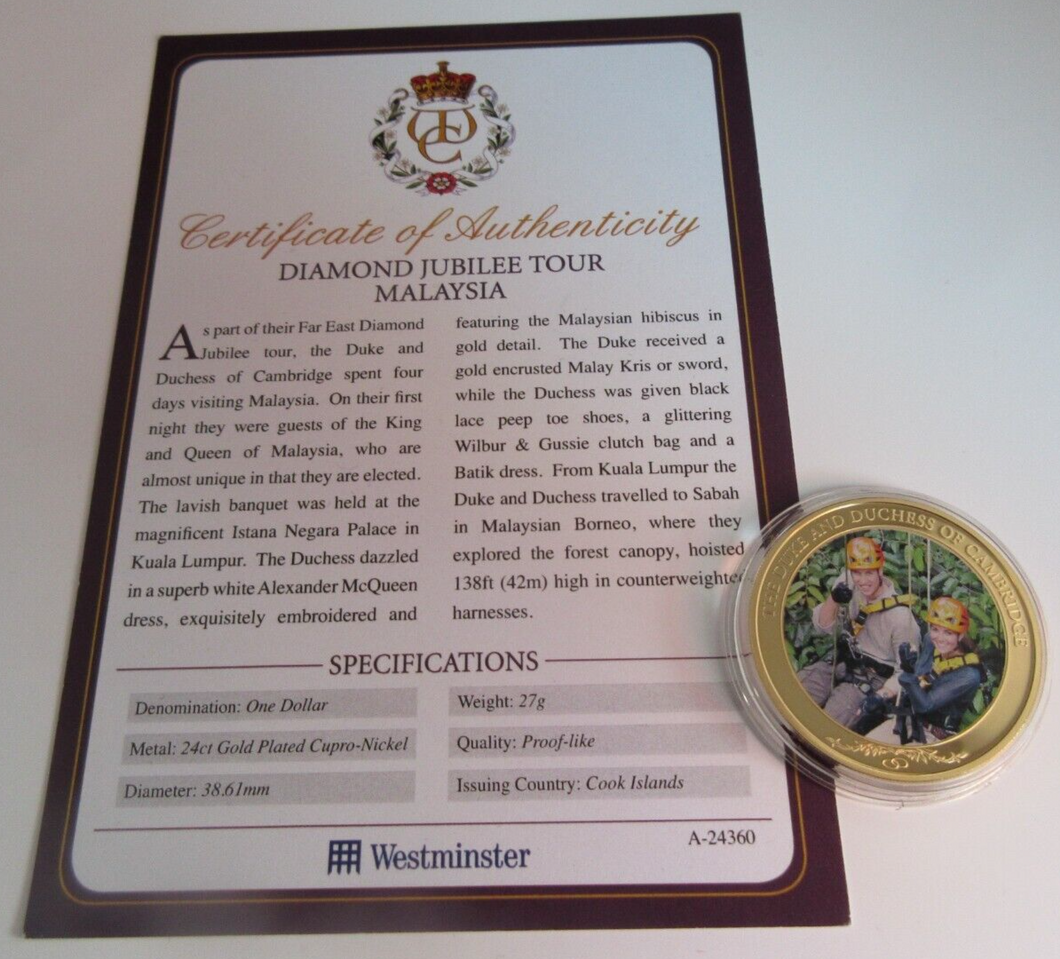 Certificate of Authenticity
DIAMOND JUBILEE TOUR
MALAYSIA
As part of their Far East Diamond
Jubilee tour, the Duke and
Duchess of Cambridge spent four
days visiting Malaysia. On their first
night they were guests of the King
and Queen of Malaysia, who are
almost unique in that they are elected.
The lavish banquet was held at the
magnificent Istana Negara Palace in
Kuala Lumpur. The Duchess dazzled
in a superb white Alexander McQueen
dress, exquisitely embroidered and
featuring the Malaysian hibiscus in
gold detail. The Duke received a
gold encrusted Malay Kris or sword,
while the Duchess was given black
lace peep toe shoes, a glittering
Wilbur & Gussie clutch bag and a
Batik dress. From Kuala Lumpur the
Duke and Duchess travelled to Sabah
in Malaysian Borneo, where they
explored the forest canopy, hoisted
138ft (42m) high in counterweighted
harnesses.
SPECIFICATIONS
Denomination: One Dollar
Metal: 24ct Gold Plated Cupro-Nickel
Diameter: 38.61mm
Weight: 27g
Quality: Proof-like
Issuing Country: Cook Islands
A-24360
Westminster
THE DUKE AND DUCHESS OF CAMBRIDGE